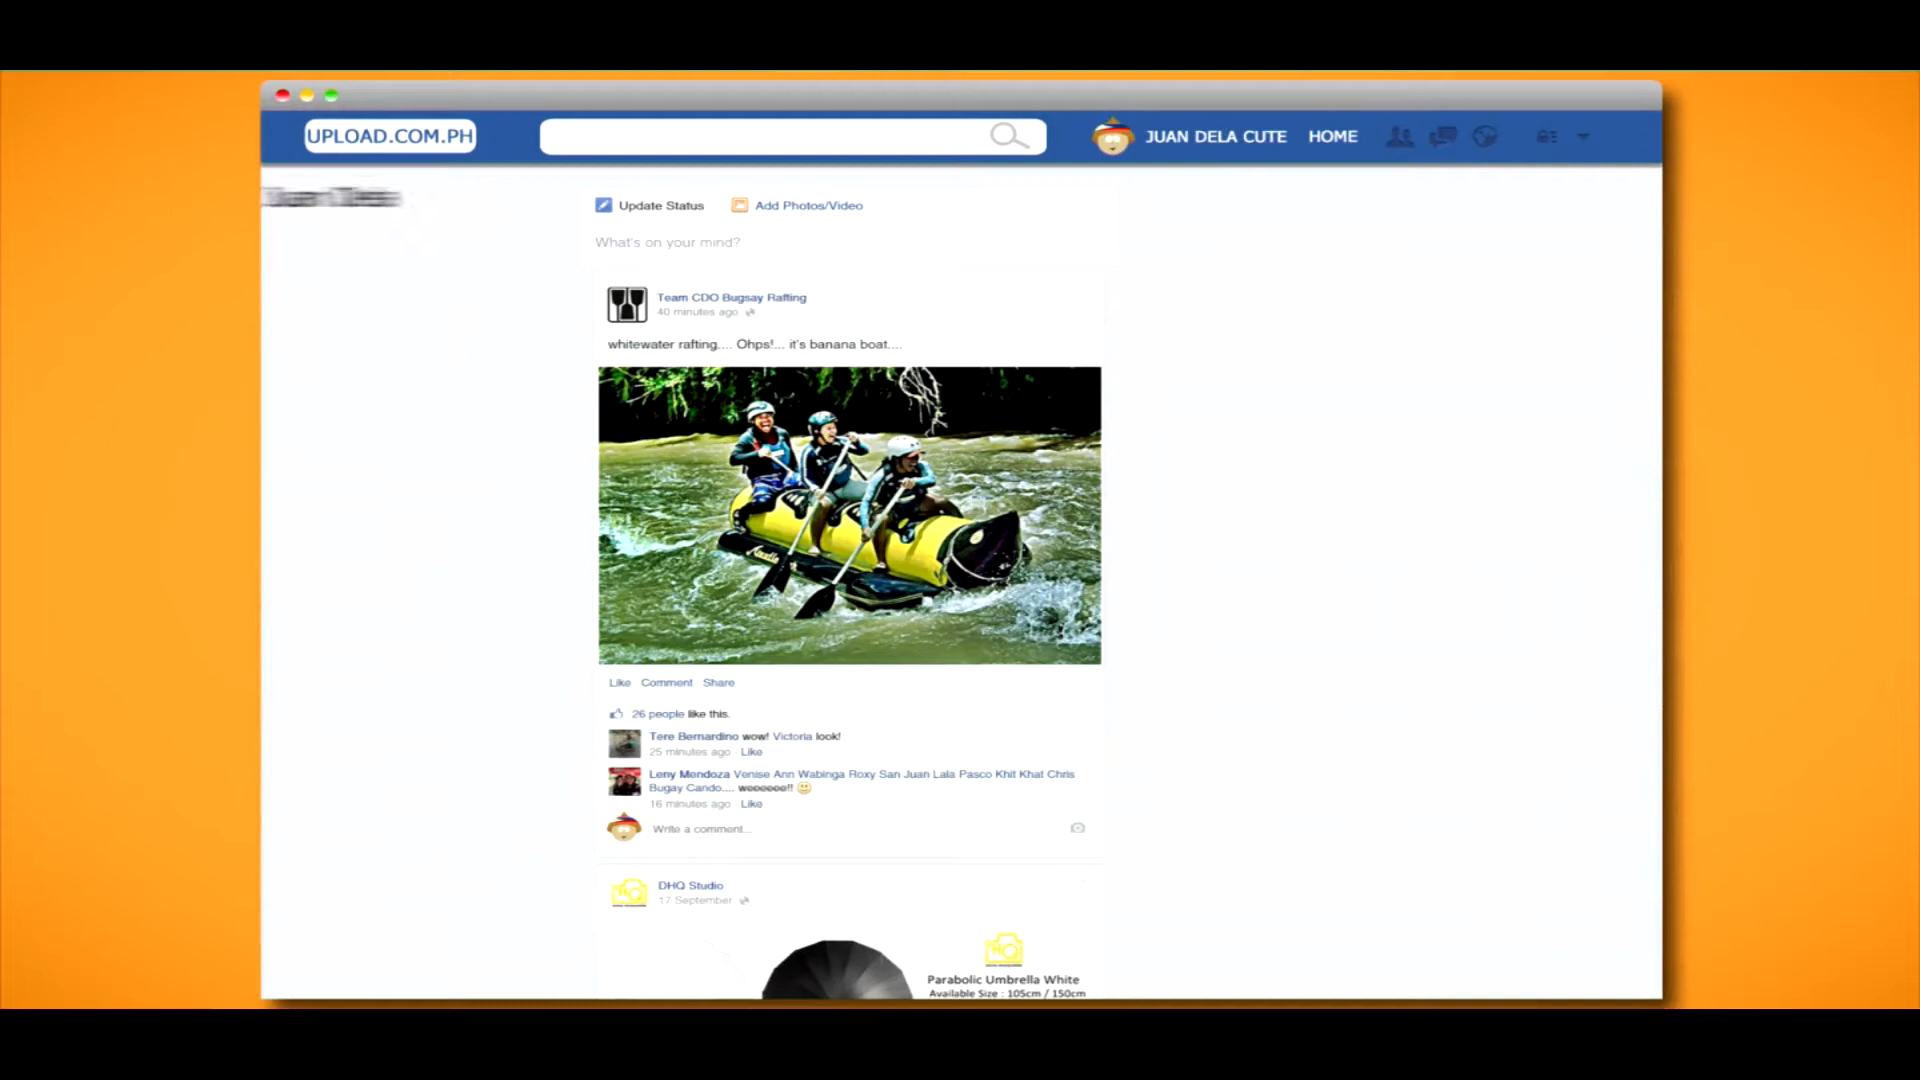 UPLOAD.COM.PH
JUAN DELA CUTE HOME
Update Status Add Photos/Video
What's on your mind?
Team CDO Bugsay Rafting
40 minutes ago
whitewater rafting.... Ohps!... it's banana boat....
Like Comment Share
26 people like this.
Tere Bernardino wow! Victoria look!
25 minutes ago · Like
Leny Mendoza Venise Ann Wabinga Roxy San Juan Lala Pasco Khit Khat Chris
Bugay Cando.... weeeeee!!
16 minutes ago Like
Write a comment...
DHQ Studio
17 September
HQ
Parabolic Umbrella White
Available Size : 105cm / 150cm